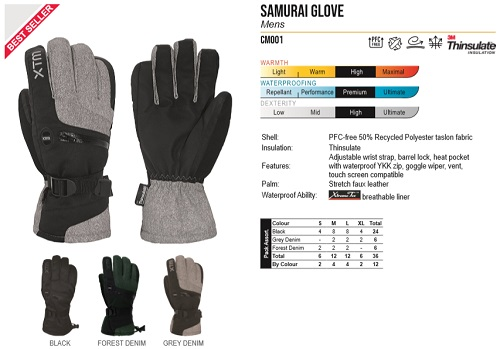 BEST SELLER
XTM
SAMURAI GLOVE
Mens
CM001
PFC FREE
3M
Thinsulate
INSULATION
WARMTH
Light Warm High Maximal
WATERPROOFING
Repellant Performance Premium Ultimate
DEXTERITY
Low Mid High Ultimate
Shell: PFC-free 50% Recycled Polyester taslon fabric
Insulation: Thinsulate
Features: Adjustable wrist strap, barrel lock, heat pocket
with waterproof YKK zip, goggle wiper, vent,
touch screen compatible
Palm: Stretch faux leather
Waterproof Ability: XtremeTex breathable liner
Pack Assort.
Colour S M L XL Total
Black 4 8 8 4 24
Grey Denim - 2 2 2 6
Forest Denim 2 2 2 - 6
Total 6 12 12 6 36
By Colour 2 4 4 2 12
BLACK FOREST DENIM GREY DENIM